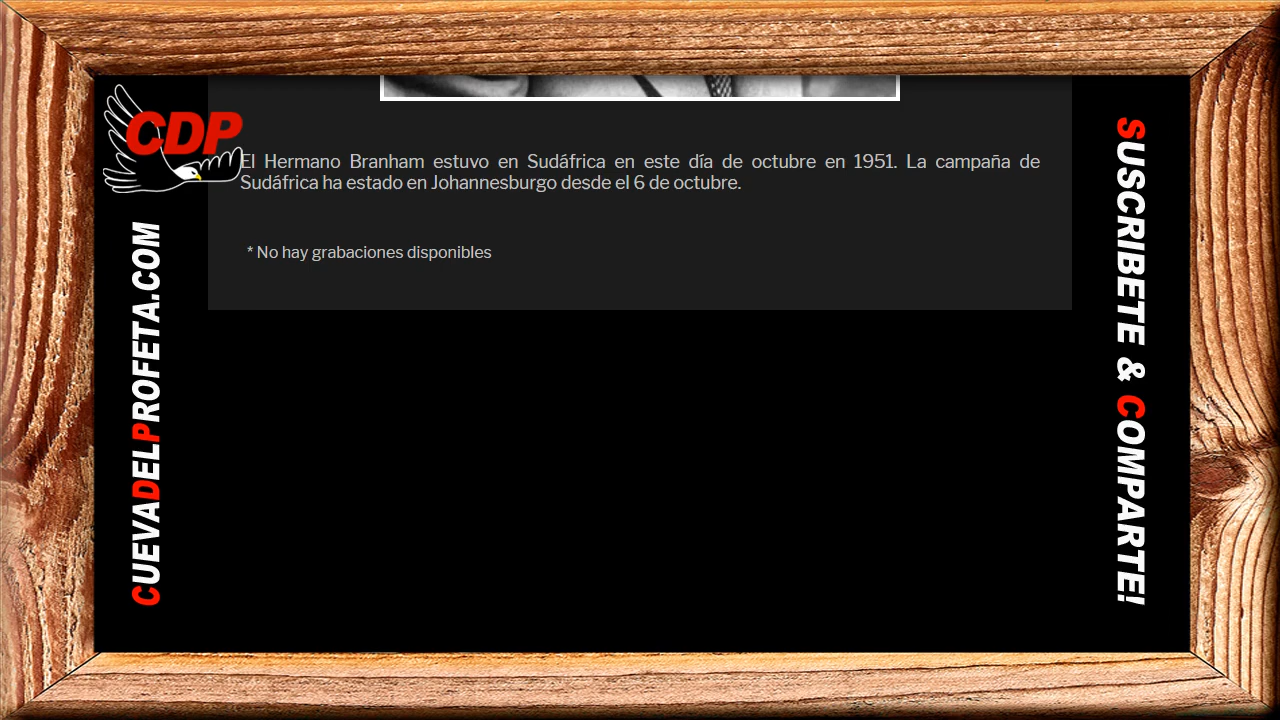 CDP
El Hermano Branham estuvo en Sudáfrica en este día de octubre en 1951. La campaña de
Sudáfrica ha estado en Johannesburgo desde el 6 de octubre.
* No hay grabaciones disponibles
CUEVADELPROFETA.COM
SUSCRIBETE & COMPARTE!